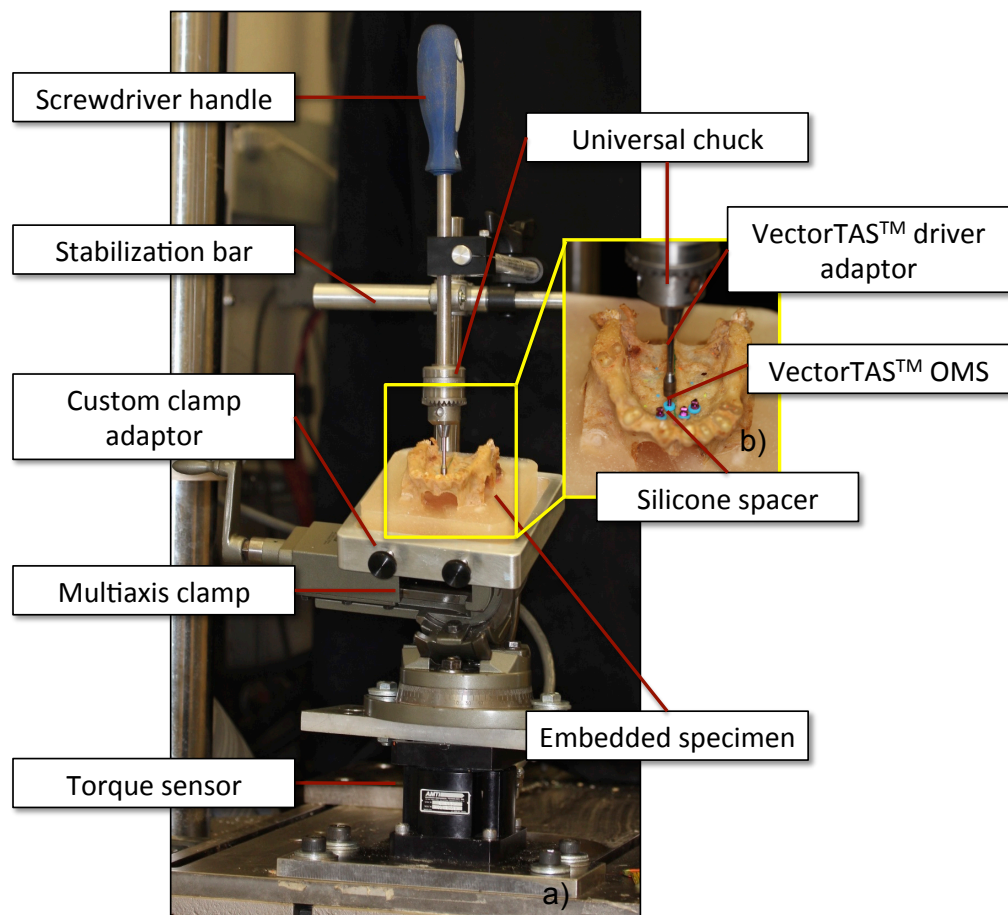 Screwdriver handle
Universal chuck
Stabilization bar
VectorTAS™ driver
adaptor
VectorTAS™ OMS
Custom clamp
adaptor
b)
Silicone spacer
Multiaxis clamp
Embedded specimen
Torque sensor
AMTI
a)